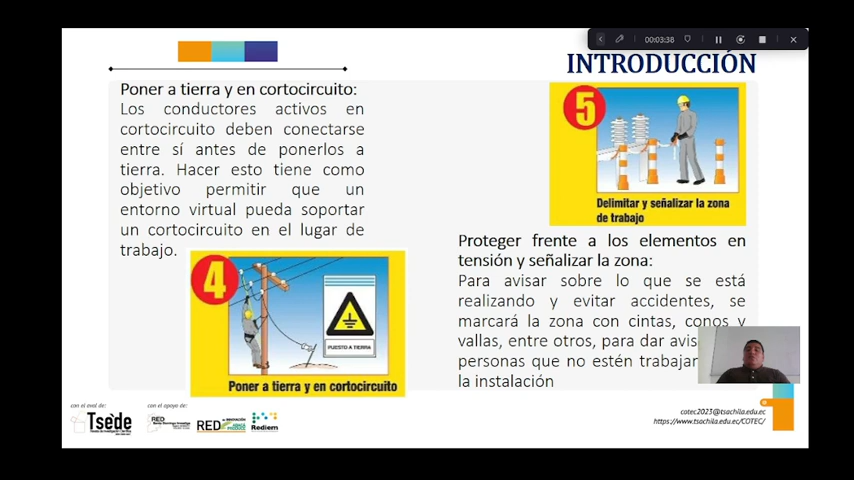 00:03:38
INTRODUCCIÓN
Poner a tierra y en cortocircuito:
Los conductores activos en
cortocircuito deben conectarse
entre sí antes de ponerlos a
tierra. Hacer esto tiene como
objetivo permitir que un
entorno virtual pueda soportar
un cortocircuito en el lugar de
trabajo.
4
PUESTO A TIERRA
Poner a tierra y en cortocircuito
5
Delimitar y señalizar la zona
de trabajo
Proteger frente a los elementos en
tensión y señalizar la zona:
Para avisar sobre lo que se está
realizando y evitar accidentes, se
marcará la zona con cintas, conos y
vallas, entre otros, para dar
personas que no estén
la instalación
con el aval de:
Tsède
con el apoyo de:
RED
RED
Rediem
cotec2023@tsachila.edu.ec
https://www.tsachila.edu.ec/COTEC/